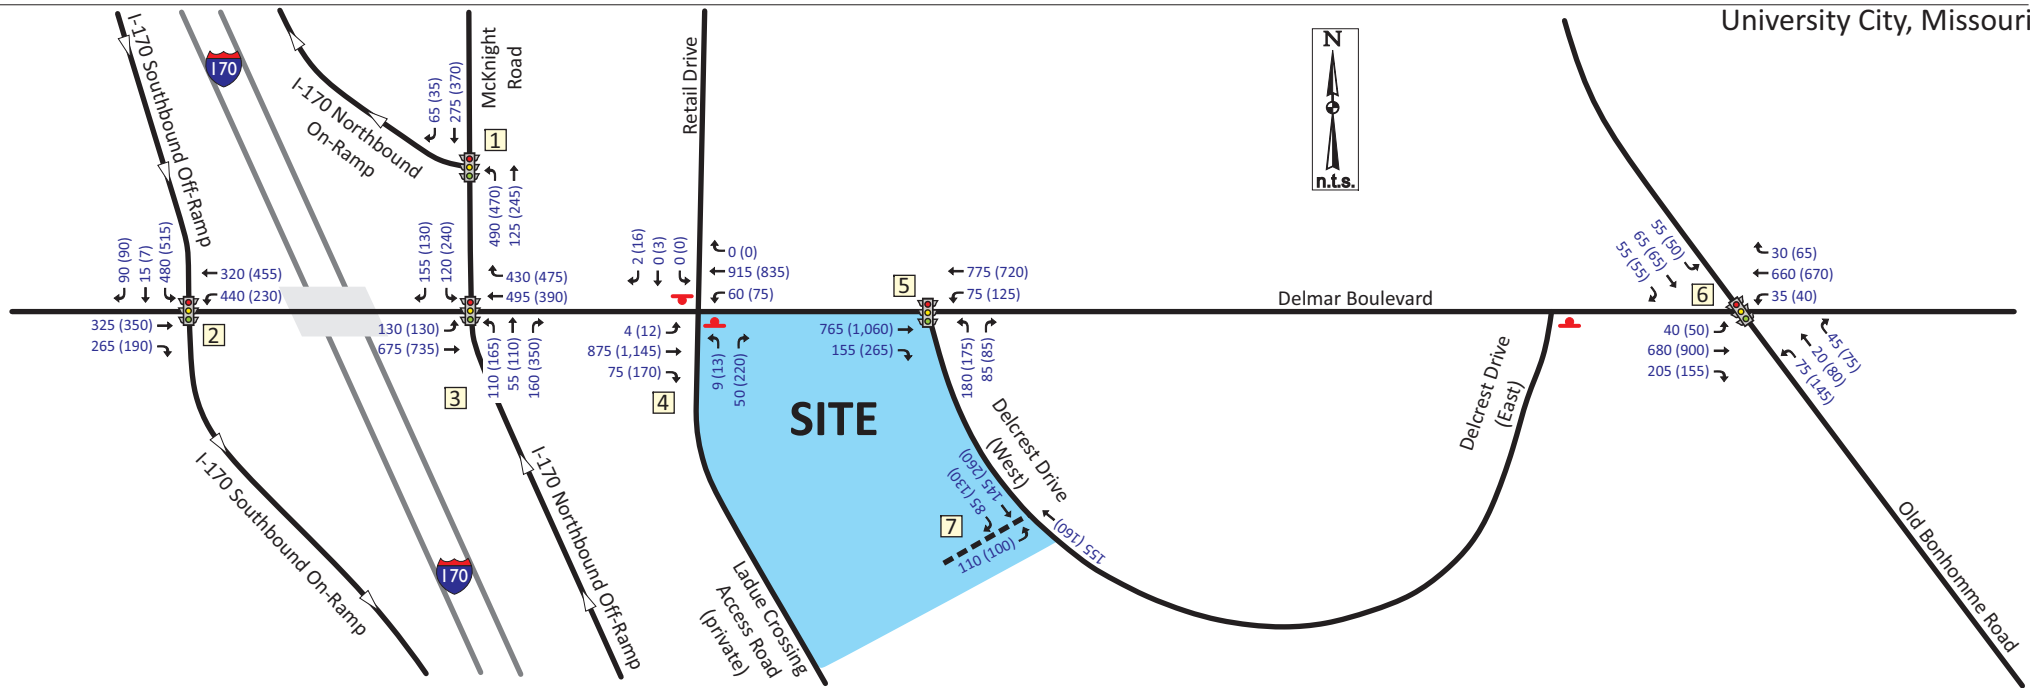 University City, Missouri
I-170 Southbound Off-Ramp
170
I-170 Northbound
On-Ramp
McKnight
Road
65 (35)
275 (370)
1
490 (470)
125 (245)
Retail Drive
N
n.t.s.
90 (90)
15 (7)
480 (515)
320 (455)
440 (230)
325 (350)
265 (190)
2
155 (130)
120 (240)
430 (475)
495 (390)
130 (130)
675 (735)
110 (165)
55 (110)
160 (350)
3
2 (16)
0 (3)
0 (0)
0 (0)
915 (835)
60 (75)
4 (12)
875 (1,145)
75 (170)
9 (13)
50 (220)
4
5
775 (720)
75 (125)
765 (1,060)
155 (265)
180 (175)
85 (85)
Delmar Boulevard
55 (50)
65 (65)
55 (55)
6
30 (65)
660 (670)
35 (40)
40 (50)
680 (900)
205 (155)
45 (75)
20 (80)
75 (145)
SITE
Delcrest Drive
(West)
Delcrest Drive
(East)
145 (260)
85 (130)
7
110 (100)
155 (160)
I-170 Southbound On-Ramp
170
I-170 Northbound Off-Ramp
Ladue Crossing
Access Road
(private)
Old Bonhomme Road